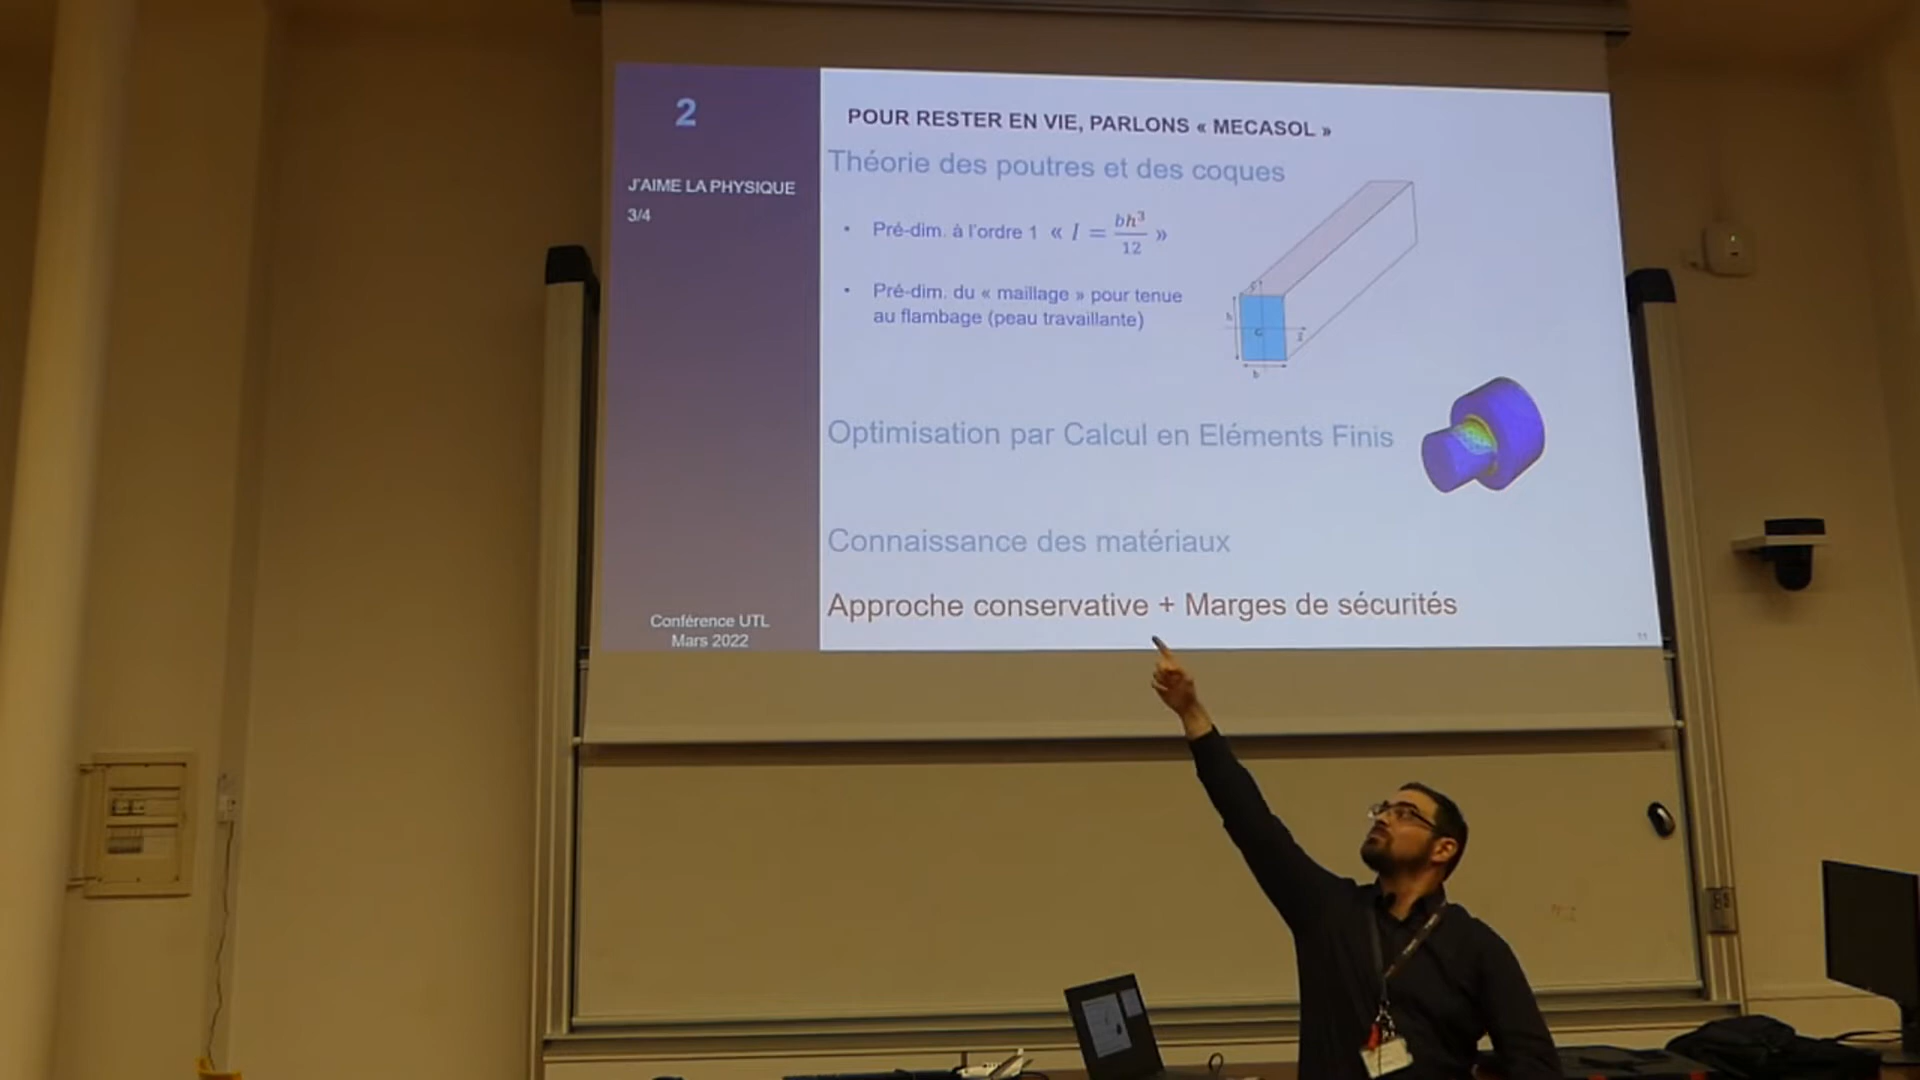 2
J'AIME LA PHYSIQUE
3/4
Conférence UTL
Mars 2022
POUR RESTER EN VIE, PARLONS « MECASOL »
Théorie des poutres et des coques
• Pré-dim. à l'ordre 1 « I = bh³/12 »
• Pré-dim. du « maillage » pour tenue
au flambage (peau travaillante)
h
G
b
Optimisation par Calcul en Eléments Finis
Connaissance des matériaux
Approche conservative + Marges de sécurités
11